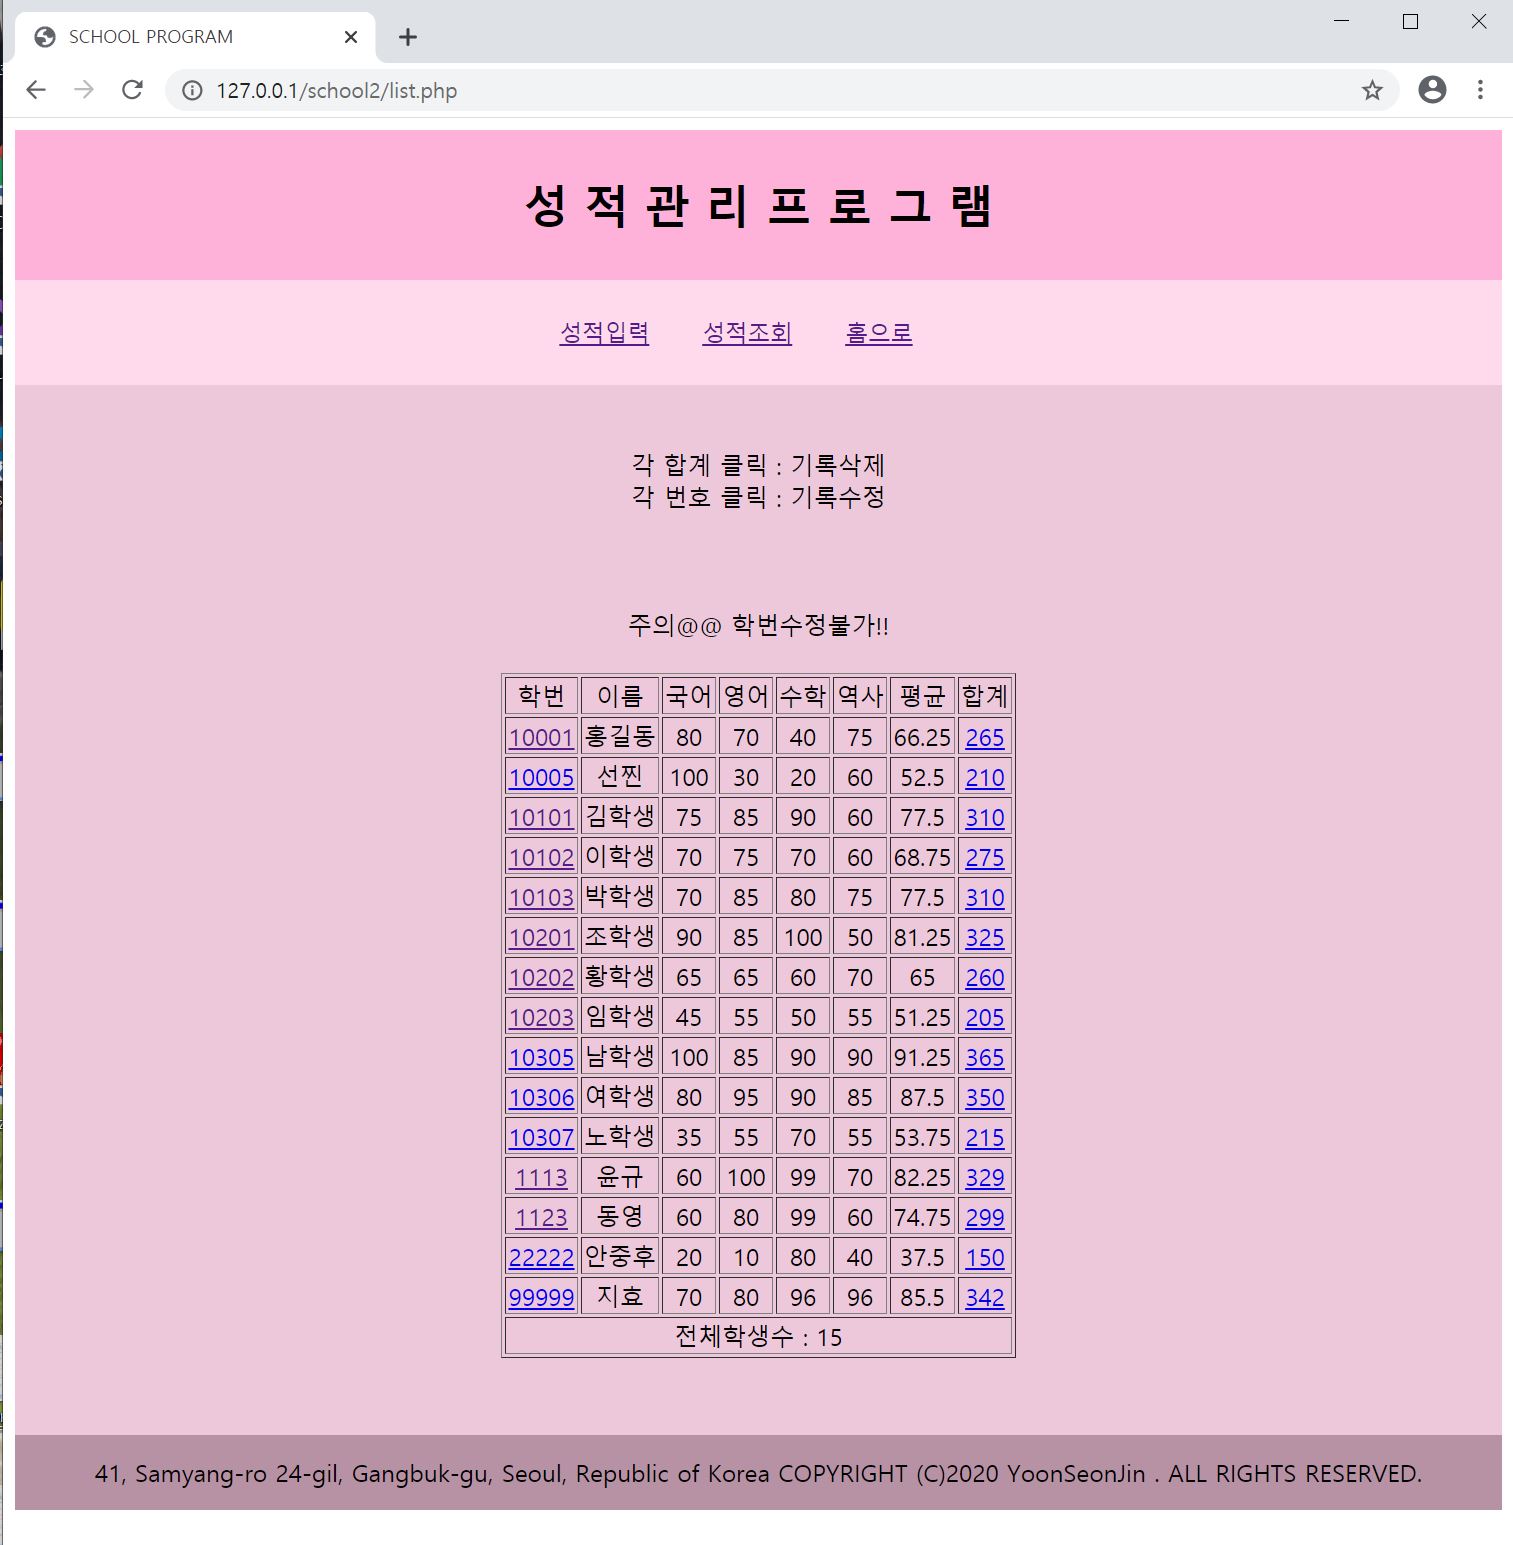 SCHOOL PROGRAM
127.0.0.1/school2/list.php
성 적 관 리 프 로 그 램
성적입력 성적조회 홈으로
각 합계 클릭 : 기록삭제
각 번호 클릭 : 기록수정
주의@@ 학번수정불가!!
학번 이름 국어 영어 수학 역사 평균 합계
10001 홍길동 80 70 40 75 66.25 265
10005 선찐 100 30 20 60 52.5 210
10101 김학생 75 85 90 60 77.5 310
10102 이학생 70 75 70 60 68.75 275
10103 박학생 70 85 80 75 77.5 310
10201 조학생 90 85 100 50 81.25 325
10202 황학생 65 65 60 70 65 260
10203 임학생 45 55 50 55 51.25 205
10305 남학생 100 85 90 90 91.25 365
10306 여학생 80 95 90 85 87.5 350
10307 노학생 35 55 70 55 53.75 215
1113 윤규 60 100 99 70 82.25 329
1123 동영 60 80 99 60 74.75 299
22222 안중후 20 10 80 40 37.5 150
99999 지효 70 80 96 96 85.5 342
전체학생수 : 15
41, Samyang-ro 24-gil, Gangbuk-gu, Seoul, Republic of Korea COPYRIGHT (C)2020 YoonSeonJin . ALL RIGHTS RESERVED.